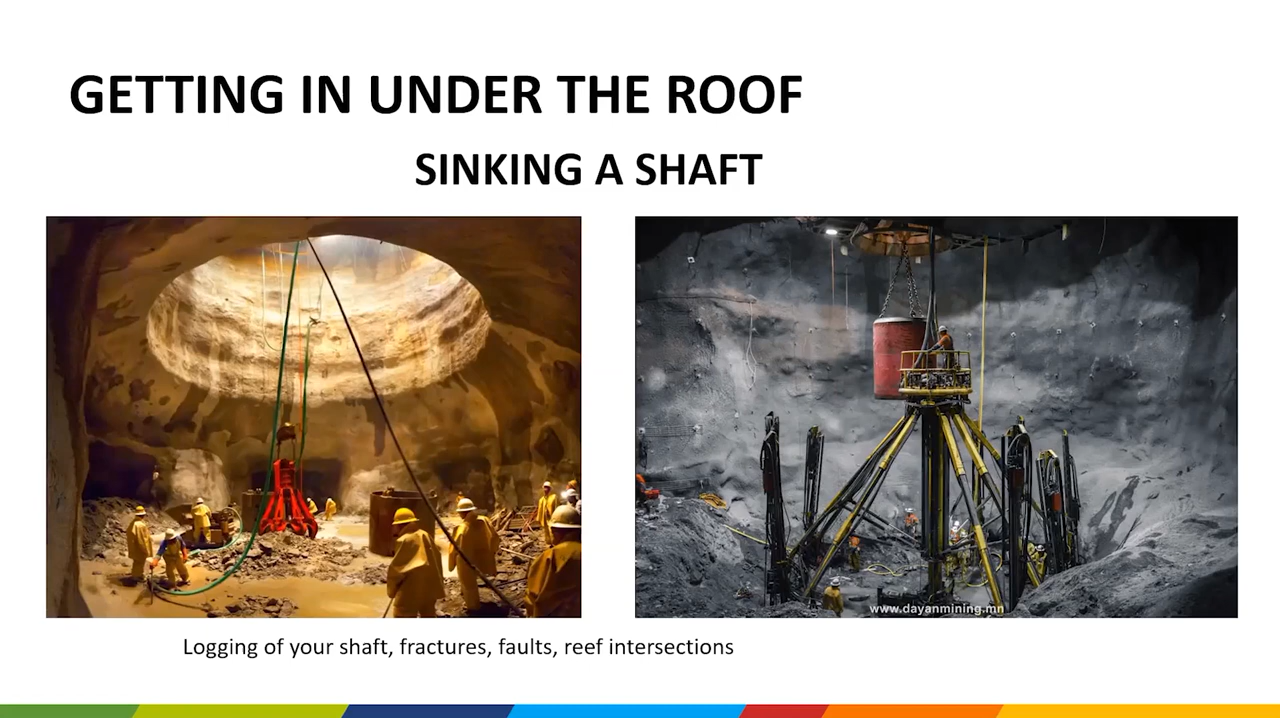 GETTING IN UNDER THE ROOF
SINKING A SHAFT
www.dayanmining.mn
Logging of your shaft, fractures, faults, reef intersections